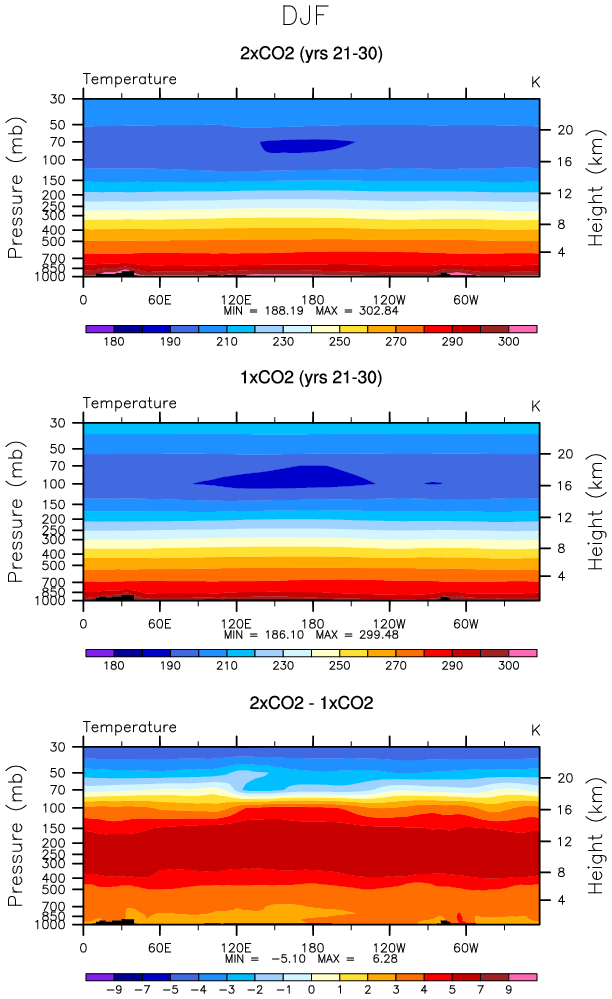 DJF
2xCO2 (yrs 21-30)
Temperature K
Pressure (mb)
30
50
70
100
150
200
250
300
400
500
700
850
1000
20
16
12
8
4
Height (km)
0 60E 120E 180 120W 60W
MIN = 188.19 MAX = 302.84
180 190 210 230 250 270 290 300
1xCO2 (yrs 21-30)
Temperature K
Pressure (mb)
30
50
70
100
150
200
250
300
400
500
700
850
1000
20
16
12
8
4
Height (km)
0 60E 120E 180 120W 60W
MIN = 186.10 MAX = 299.48
180 190 210 230 250 270 290 300
2xCO2 - 1xCO2
Temperature K
Pressure (mb)
30
50
70
100
150
200
250
300
400
500
700
850
1000
20
16
12
8
4
Height (km)
0 60E 120E 180 120W 60W
MIN = -5.10 MAX = 6.28
-9 -7 -5 -4 -3 -2 -1 0 1 2 3 4 5 7 9